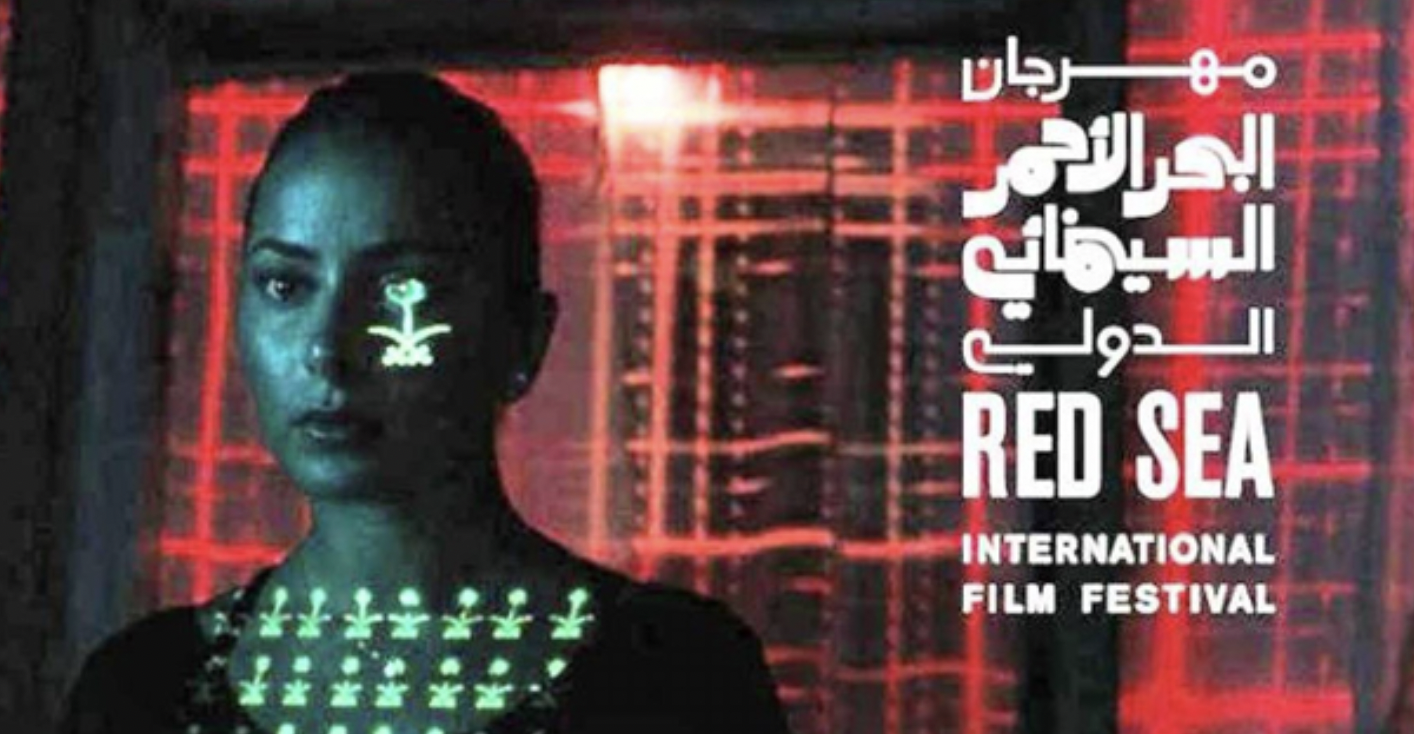 مهرجان
البحر الأحمر
السينمائي
الدولي
RED SEA
INTERNATIONAL
FILM FESTIVAL